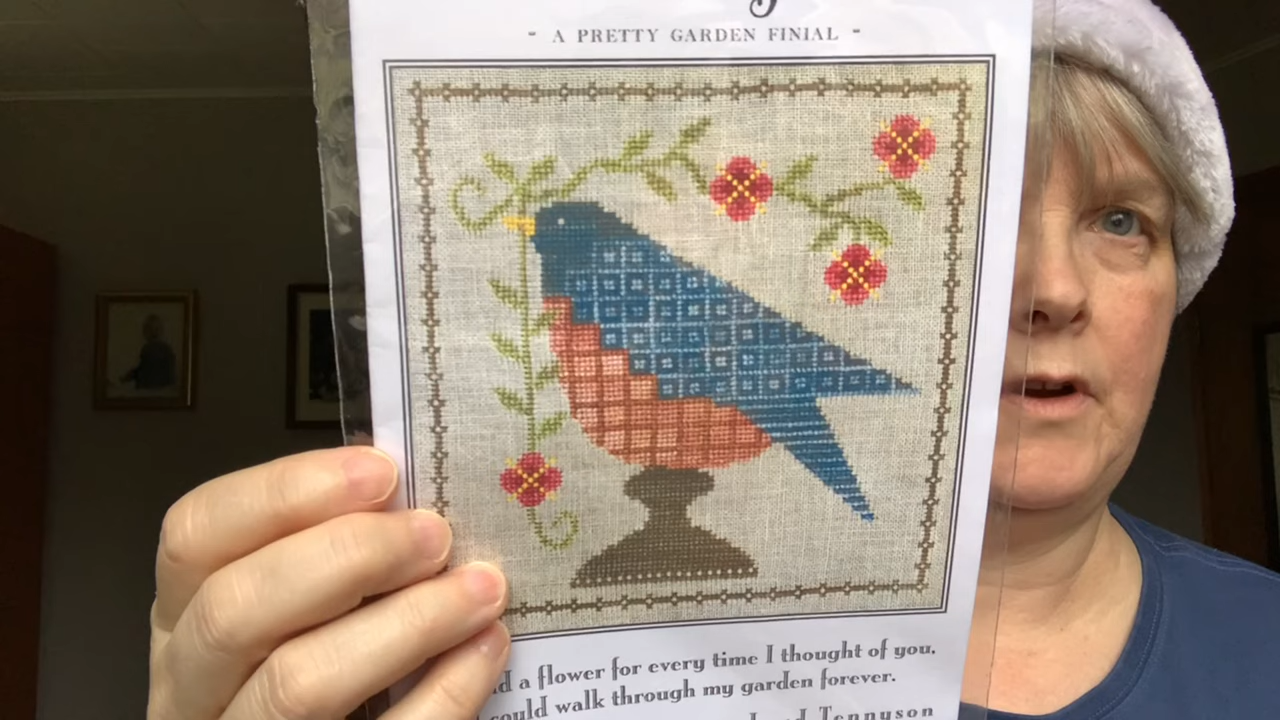 - A PRETTY GARDEN FINIAL -
a flower for every time I thought of you.
could walk through my garden forever.
Tennyson